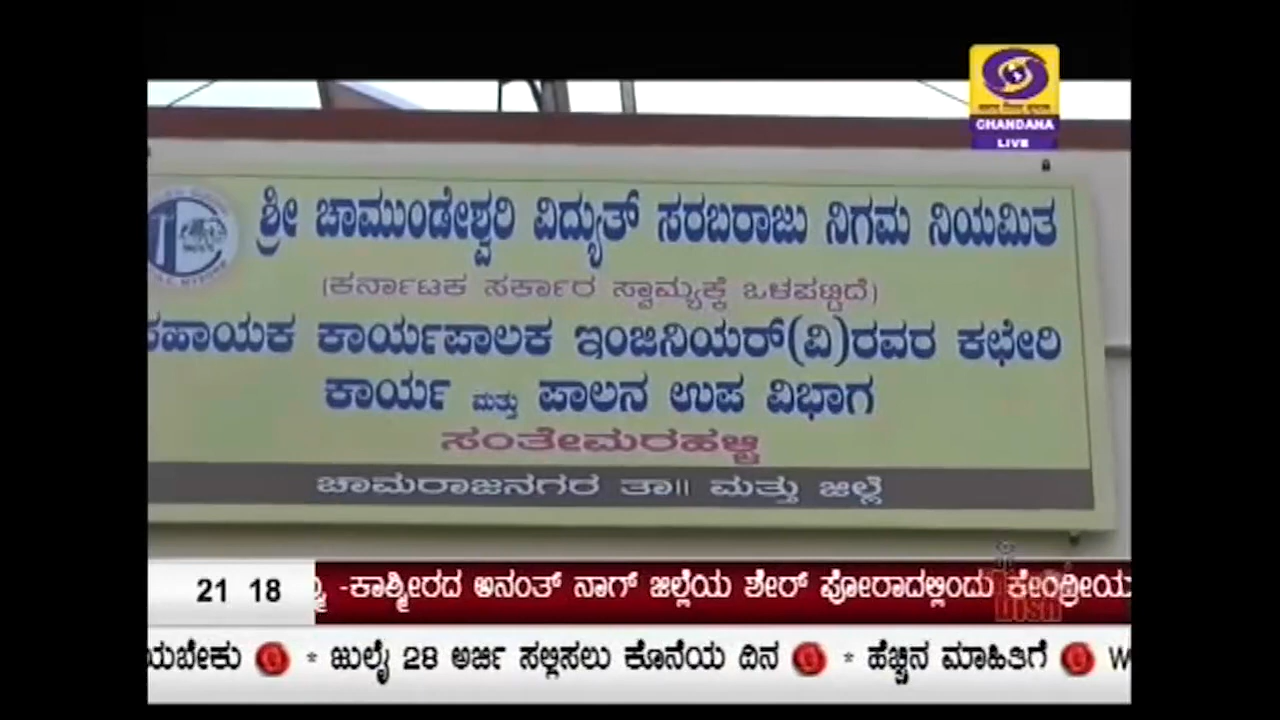 CHANDANA
LIVE
ಶ್ರೀ ಚಾಮುಂಡೇಶ್ವರಿ ವಿದ್ಯುತ್ ಸರಬರಾಜು ನಿಗಮ ನಿಯಮಿತ
(ಕರ್ನಾಟಕ ಸರ್ಕಾರ ಸ್ವಾಮ್ಯಕ್ಕೆ ಒಳಪಟ್ಟಿದೆ)
ಸಹಾಯಕ ಕಾರ್ಯಪಾಲಕ ಇಂಜಿನಿಯರ್(ವಿ)ರವರ ಕಛೇರಿ
ಕಾರ್ಯ ಮತ್ತು ಪಾಲನ ಉಪ ವಿಭಾಗ
ಸಂತೇಮರಹಳ್ಳಿ
ಚಾಮರಾಜನಗರ ತಾ|| ಮತ್ತು ಜಿಲ್ಲೆ
21 18 -ಕಾಶ್ಮೀರದ ಅನಂತ್ ನಾಗ್ ಜಿಲ್ಲೆಯ ಶೇರ್ ಪೋರಾದಲ್ಲಿಂದು ಕೇಂದ್ರೀಯ
ಯಬೇಕು * ಜುಲೈ 28 ಅರ್ಜಿ ಸಲ್ಲಿಸಲು ಕೊನೆಯ ದಿನ * ಹೆಚ್ಚಿನ ಮಾಹಿತಿಗೆ W